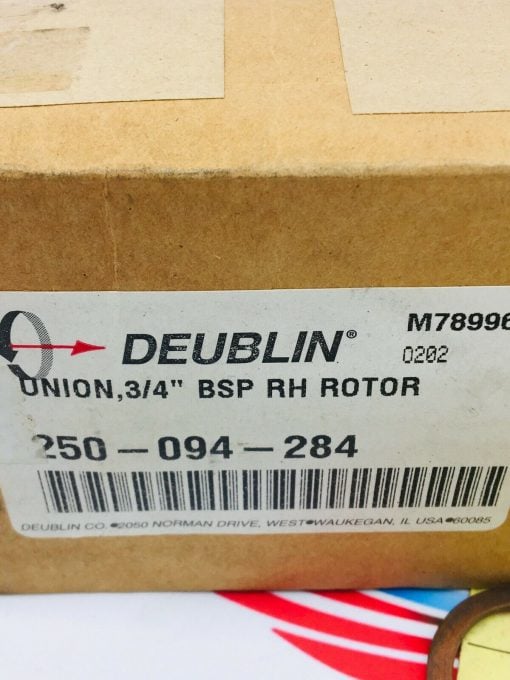 DEUBLIN®
M78996
0202
UNION,3/4" BSP RH ROTOR
250-094-284
DEUBLIN CO. •2050 NORMAN DRIVE, WEST•WAUKEGAN, IL USA•60085